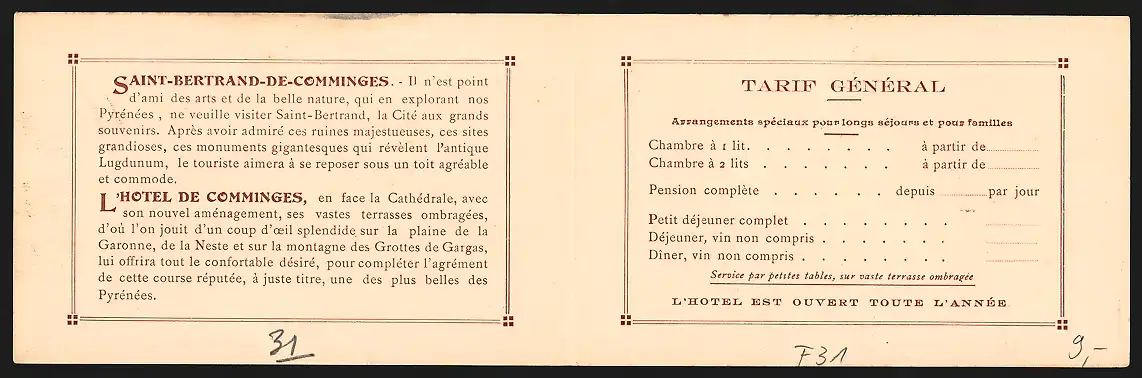 SAINT-BERTRAND-DE-COMMINGES. - Il n'est point
d'ami des arts et de la belle nature, qui en explorant nos
Pyrénées , ne veuille visiter Saint-Bertrand, la Cité aux grands
souvenirs. Après avoir admiré ces ruines majestueuses, ces sites
grandioses, ces monuments gigantesques qui révèlent l'antique
Lugdunum, le touriste aimera à se reposer sous un toit agréable
et commode.
L'HOTEL DE COMMINGES, en face la Cathédrale, avec
son nouvel aménagement, ses vastes terrasses ombragées,
d'où l'on jouit d'un coup d'œil splendide sur la plaine de la
Garonne, de la Neste et sur la montagne des Grottes de Gargas,
lui offrira tout le confortable désiré, pour compléter l'agrément
de cette course réputée, à juste titre, une des plus belles des
Pyrénées.
31
TARIF GÉNÉRAL
Arrangements spéciaux pour longs séjours et pour familles
Chambre à 1 lit. . . . . . . . à partir de
Chambre à 2 lits . . . . . . . à partir de
Pension complète . . . . . . depuis par jour
Petit déjeuner complet . . . . . . . .
Déjeuner, vin non compris . . . . . . .
Dîner, vin non compris . . . . . . . .
Service par petites tables, sur vaste terrasse ombragée
L'HOTEL EST OUVERT TOUTE L'ANNÉE
F31
9,-